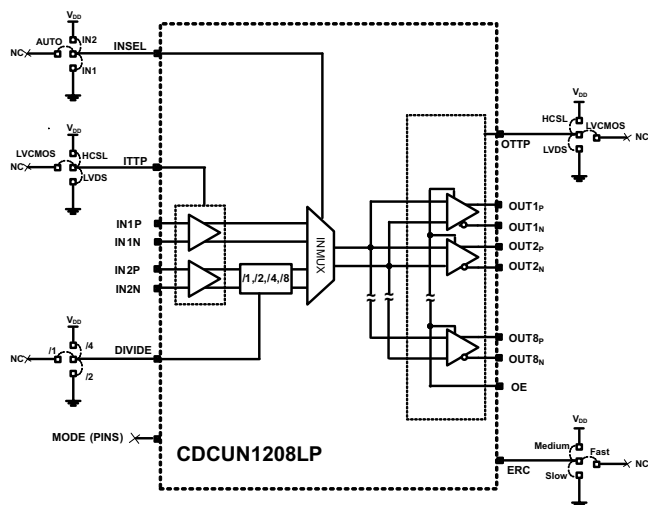 VDD
AUTO
IN2
NC
INSEL
IN1
VDD
LVCMOS
HCSL
NC
ITTP
LVDS
IN1P
IN1N
IN2P
IN2N
/1,/2,/4,/8
INMUX
VDD
/1
/4
NC
DIVIDE
/2
MODE (PINS)
CDCUN1208LP
VDD
HCSL
LVCMOS
NC
OTTP
LVDS
OUT1P
OUT1N
OUT2P
OUT2N
OUT8P
OUT8N
OE
VDD
Medium
Fast
NC
ERC
Slow